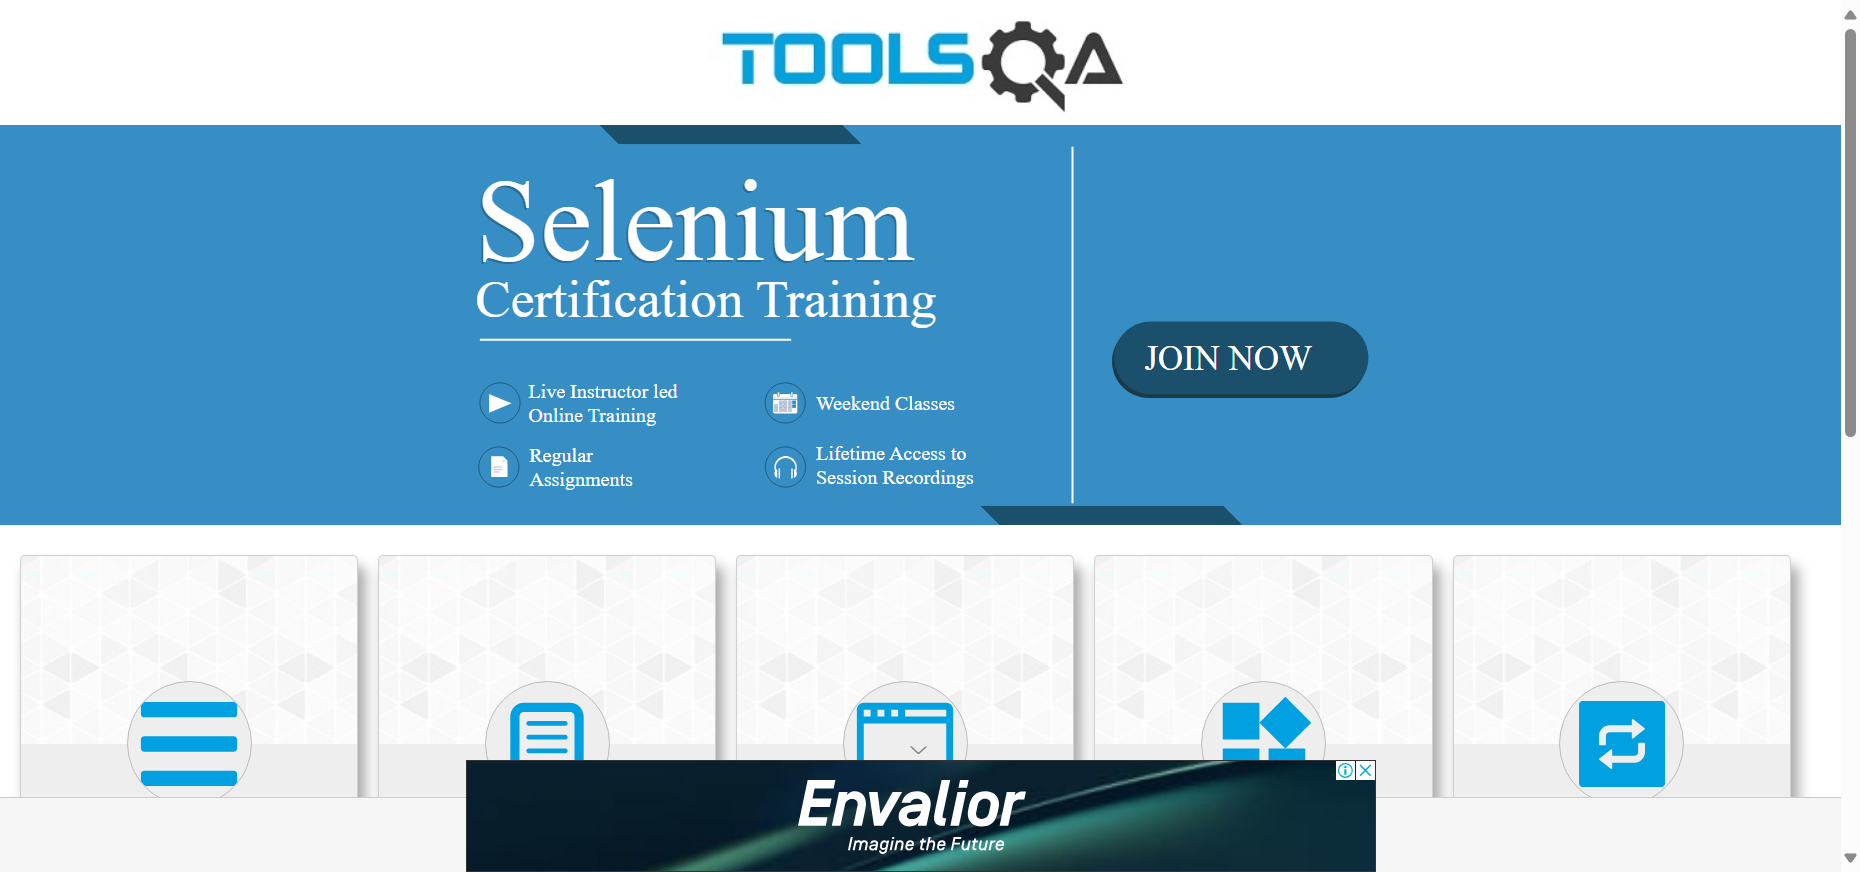 TOOLSQA
Selenium
Certification Training
JOIN NOW
Live Instructor led
Online Training
Weekend Classes
Regular
Assignments
Lifetime Access to
Session Recordings
Envalior
Imagine the Future